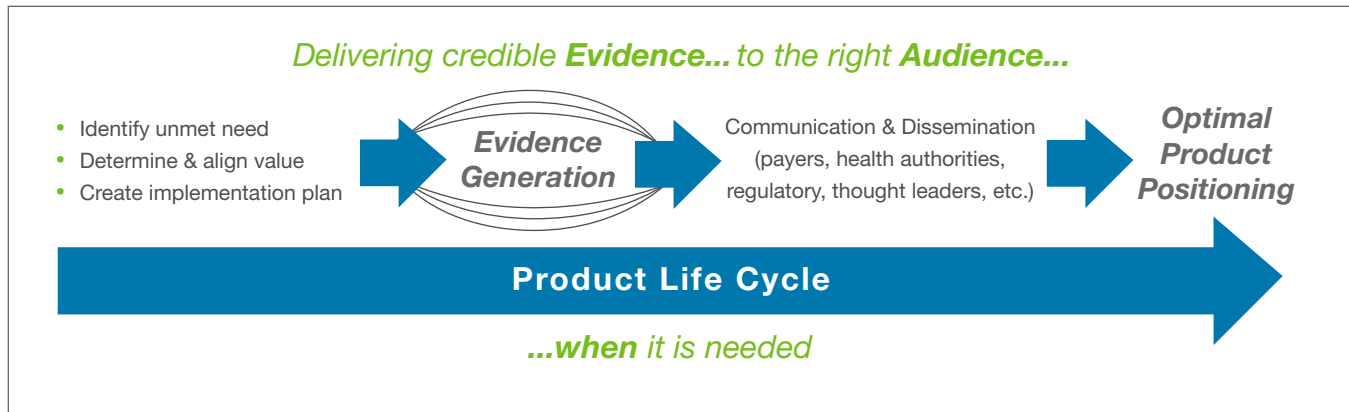 Delivering credible Evidence... to the right Audience...
• Identify unmet need
• Determine & align value
• Create implementation plan
Evidence
Generation
Communication & Dissemination
(payers, health authorities,
regulatory, thought leaders, etc.)
Optimal
Product
Positioning
Product Life Cycle
...when it is needed